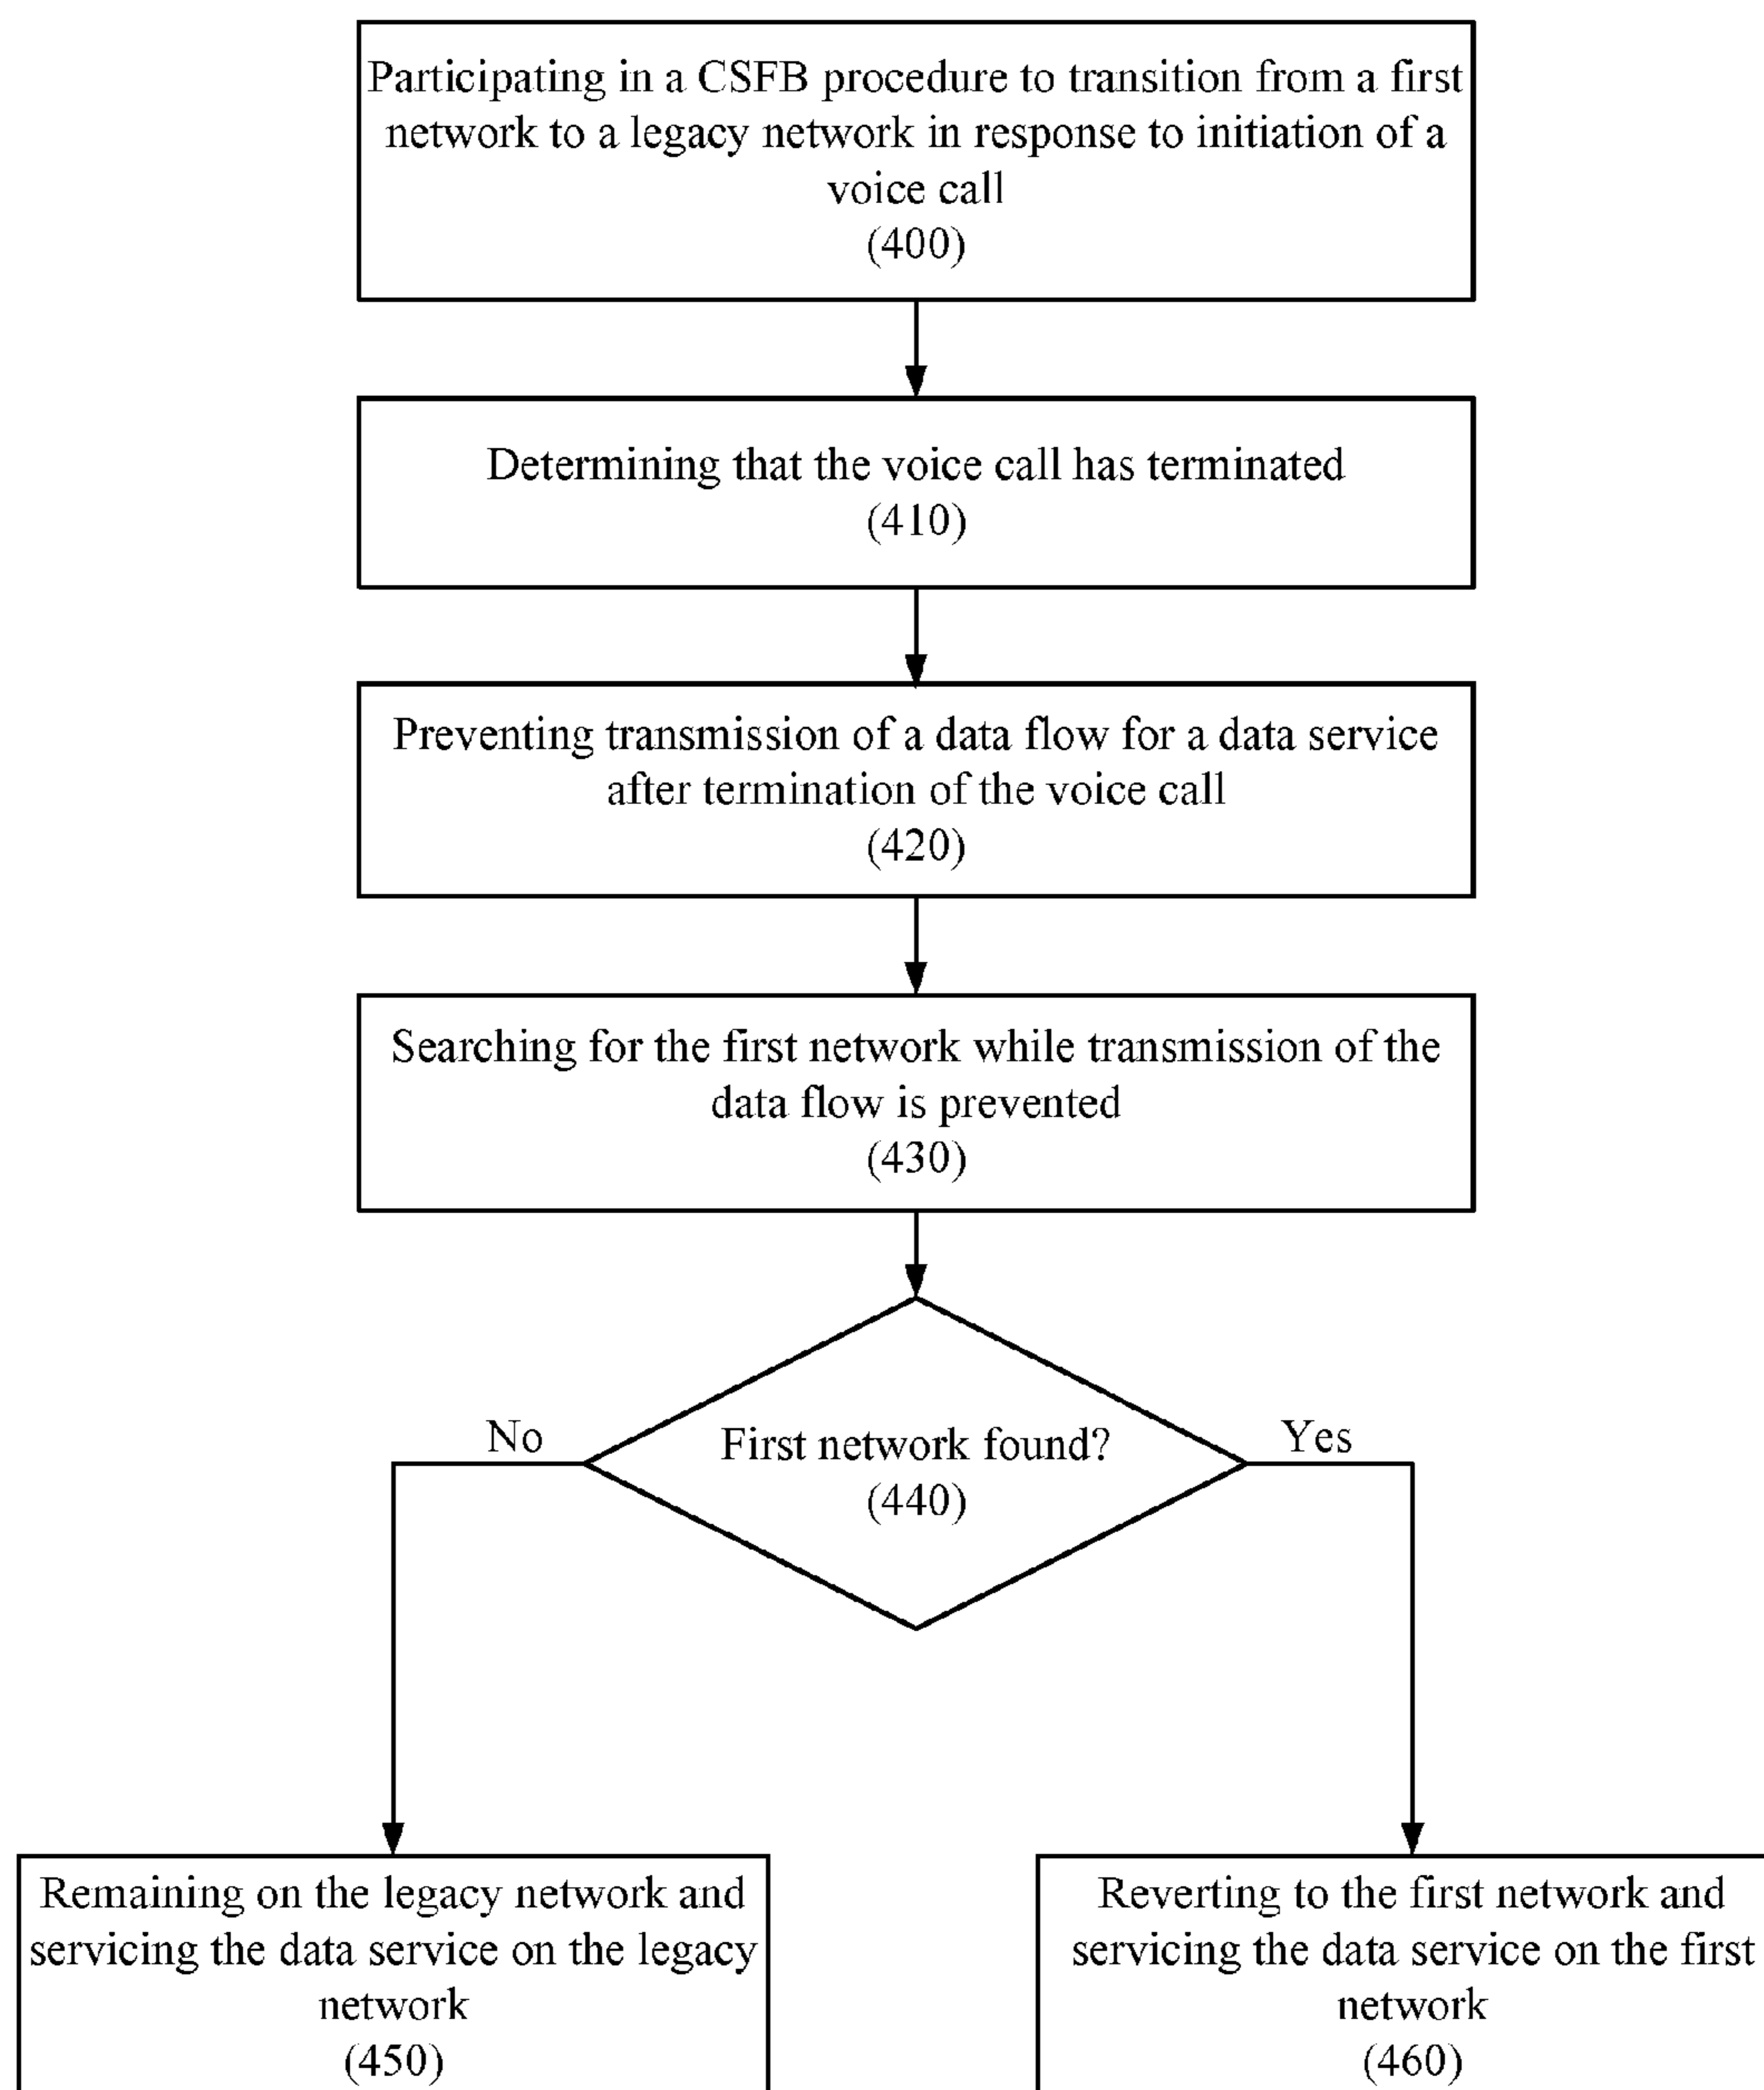 Participating in a CSFB procedure to transition from a first
network to a legacy network in response to initiation of a
voice call
(400)
Determining that the voice call has terminated
(410)
Preventing transmission of a data flow for a data service
after termination of the voice call
(420)
Searching for the first network while transmission of the
data flow is prevented
(430)
First network found?
(440)
No
Yes
Remaining on the legacy network and
servicing the data service on the legacy
network
(450)
Reverting to the first network and
servicing the data service on the first
network
(460)